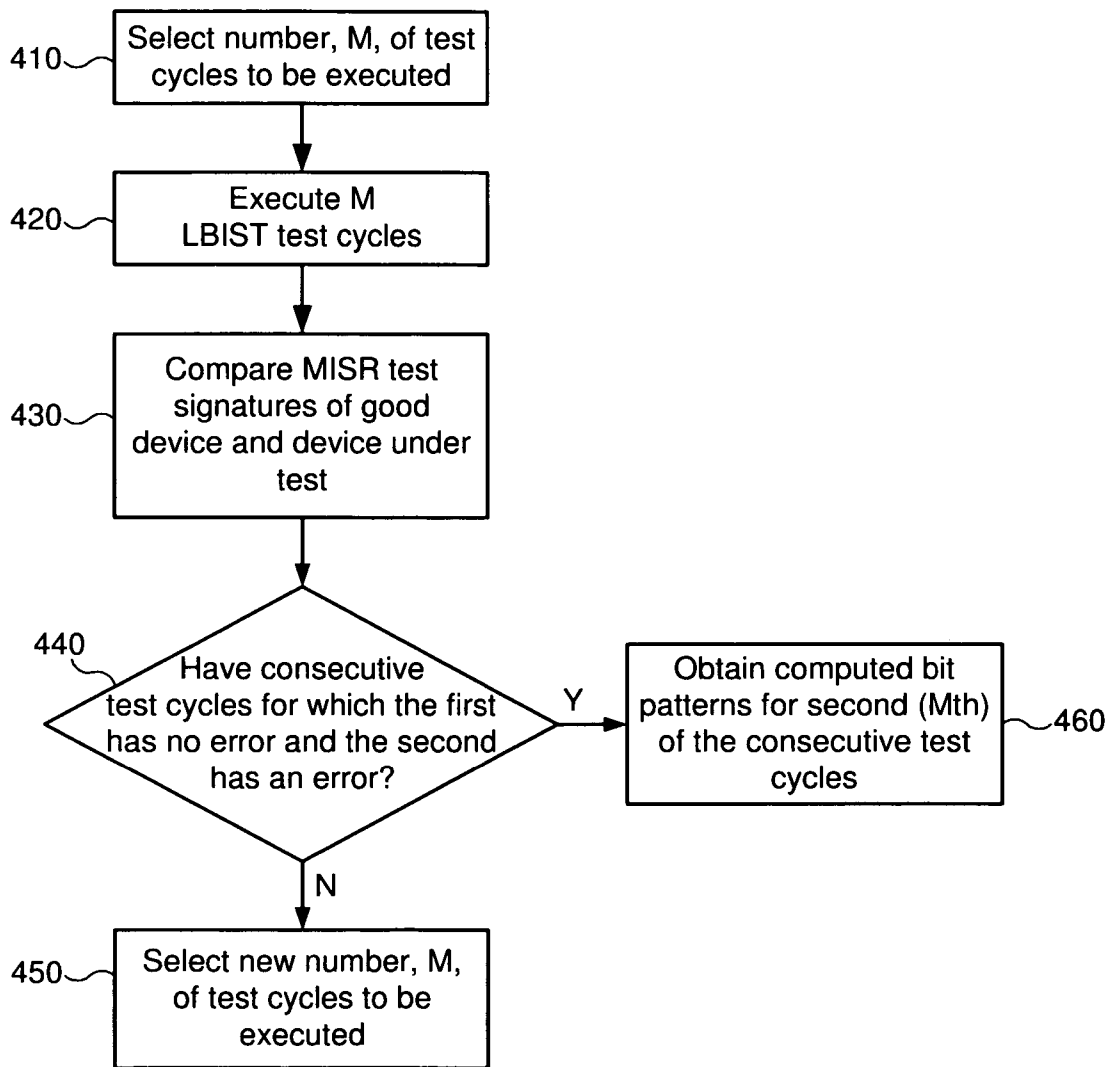 410
Select number, M, of test
cycles to be executed
420
Execute M
LBIST test cycles
430
Compare MISR test
signatures of good
device and device under
test
440
Have consecutive
test cycles for which the first
has no error and the second
has an error?
Y
Obtain computed bit
patterns for second (Mth)
of the consecutive test
cycles
460
N
450
Select new number, M,
of test cycles to be
executed